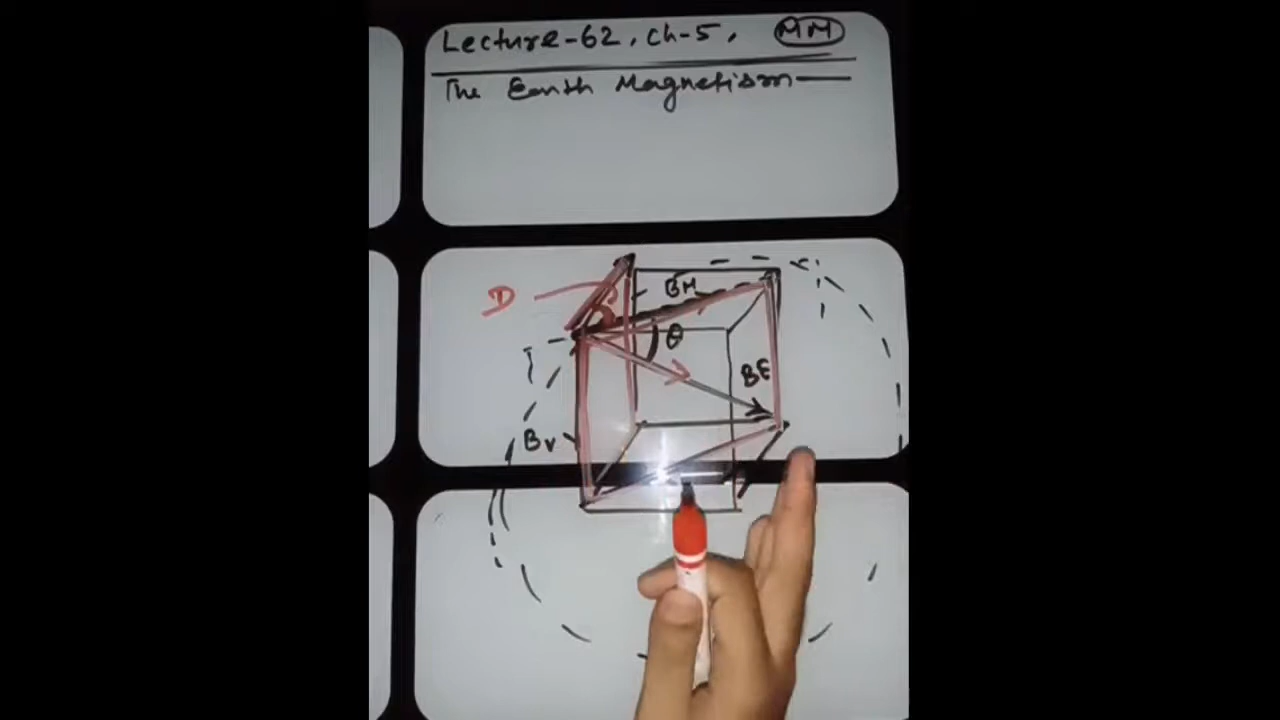 Lecture-62, Ch-5, MM
The Earth Magnetism
D
BH
θ
BE
Bv